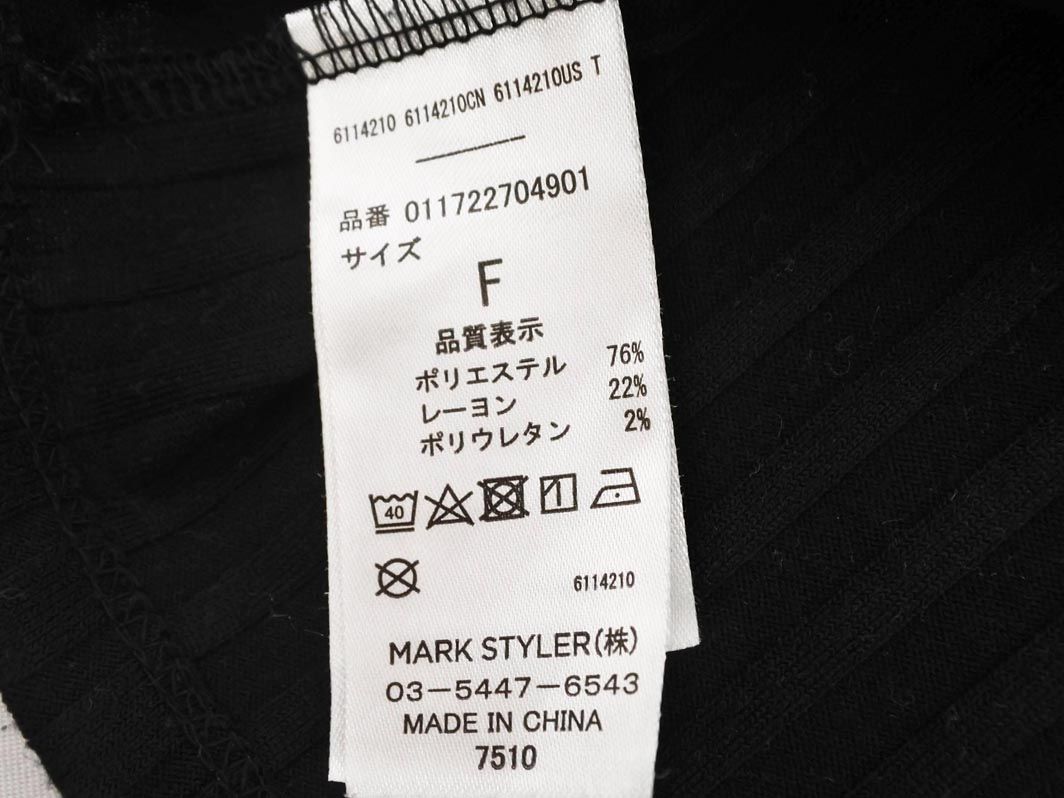 6114210 6114210CN 6114210US T
品番 011722704901
サイズ
F
品質表示
ポリエステル 76%
レーヨン 22%
ポリウレタン 2%
40
6114210
MARK STYLER(株)
03-5447-6543
MADE IN CHINA
7510